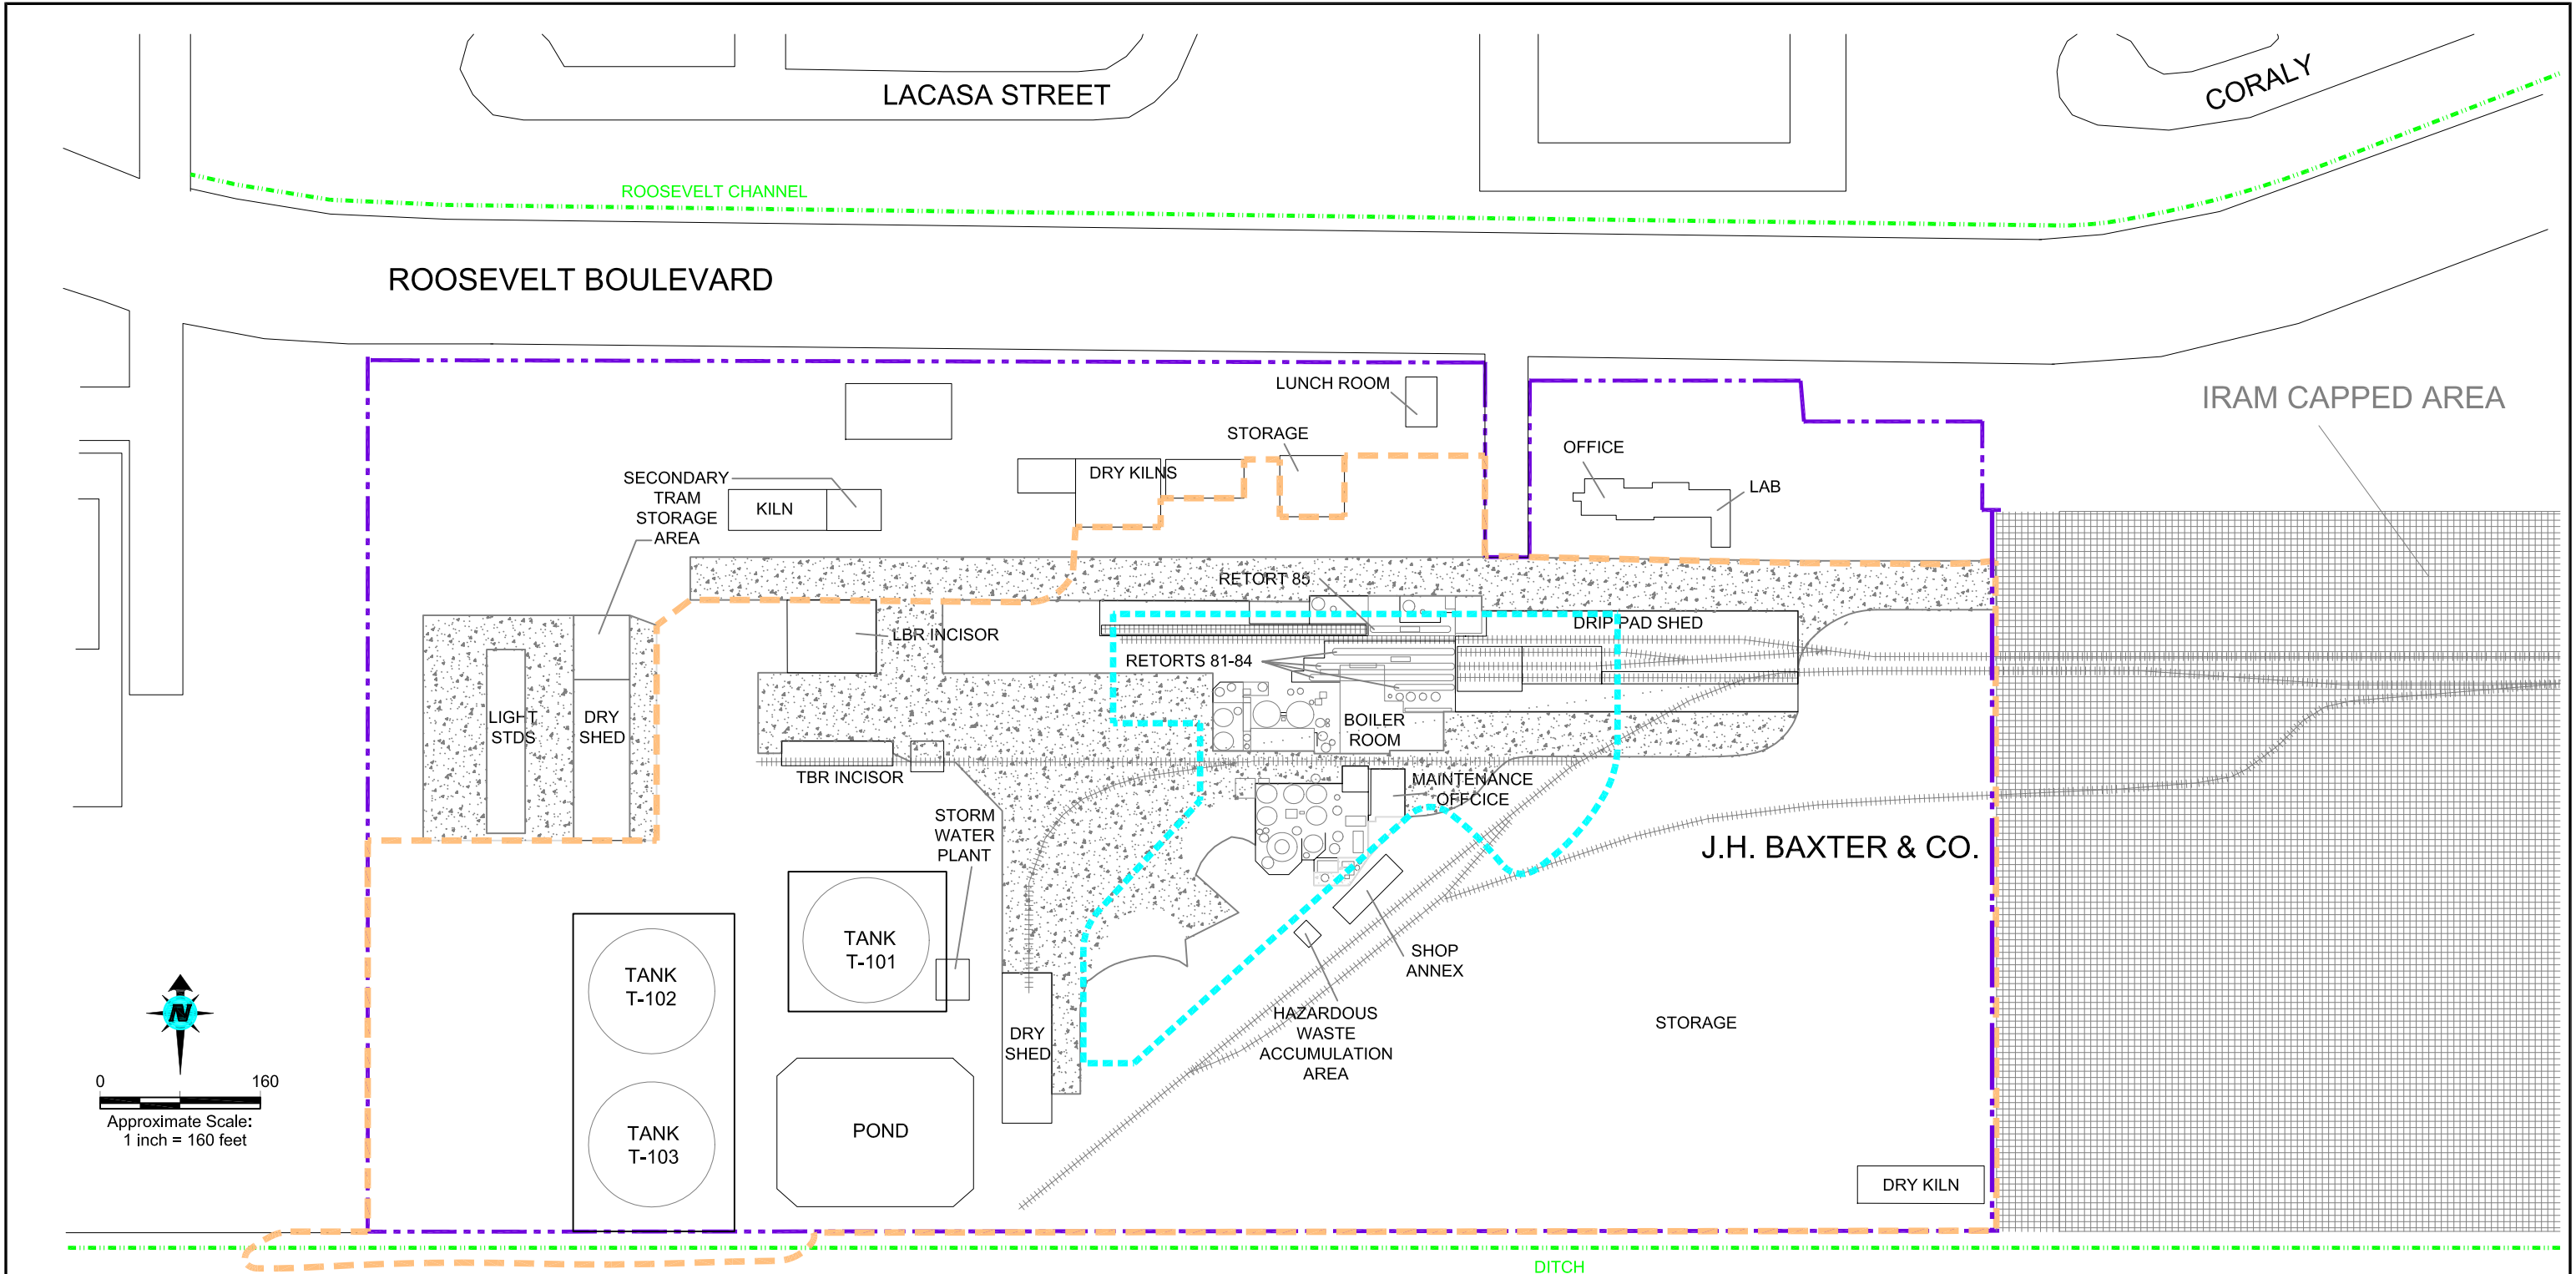 LACASA STREET
CORALY
ROOSEVELT CHANNEL
ROOSEVELT BOULEVARD
IRAM CAPPED AREA
LUNCH ROOM
STORAGE
OFFICE
LAB
DRY KILNS
SECONDARY
TRAM
STORAGE
AREA
KILN
RETORT 85
DRIP PAD SHED
LBR INCISOR
RETORTS 81-84
LIGHT
STDS
DRY
SHED
BOILER
ROOM
TBR INCISOR
MAINTENANCE
OFFCICE
STORM
WATER
PLANT
J.H. BAXTER & CO.
TANK
T-101
TANK
T-102
SHOP
ANNEX
N
HAZARDOUS
WASTE
ACCUMULATION
AREA
STORAGE
DRY
SHED
0 160
Approximate Scale:
1 inch = 160 feet
TANK
T-103
POND
DRY KILN
DITCH